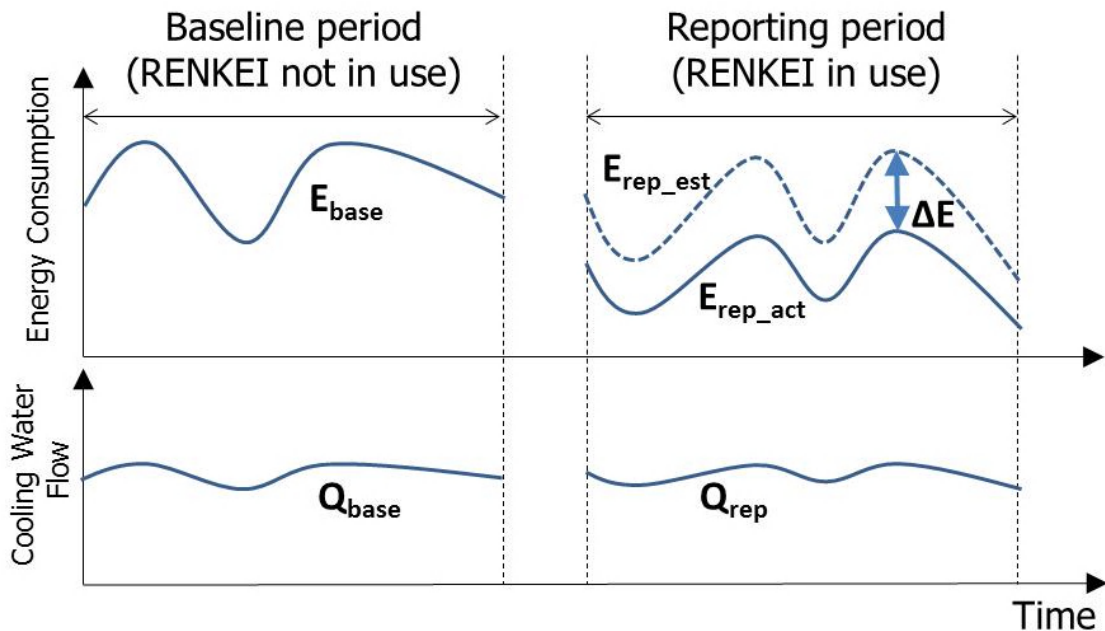 Baseline period
(RENKEI not in use)
Reporting period
(RENKEI in use)
Energy Consumption
E_base
E_rep_est
ΔE
E_rep_act
Cooling Water
Flow
Q_base
Q_rep
Time